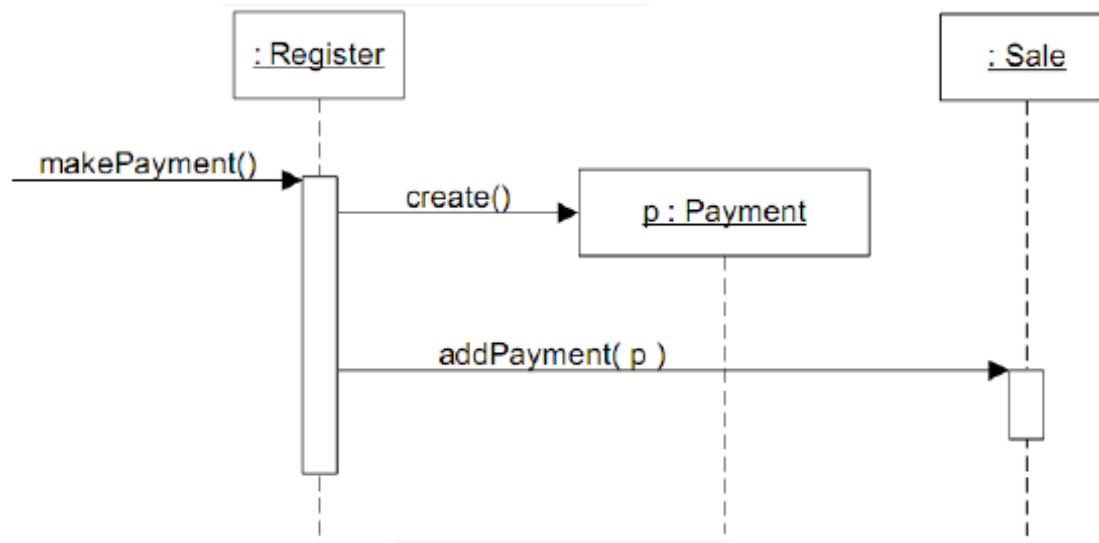 : Register
: Sale
makePayment()
create()
p : Payment
addPayment( p )